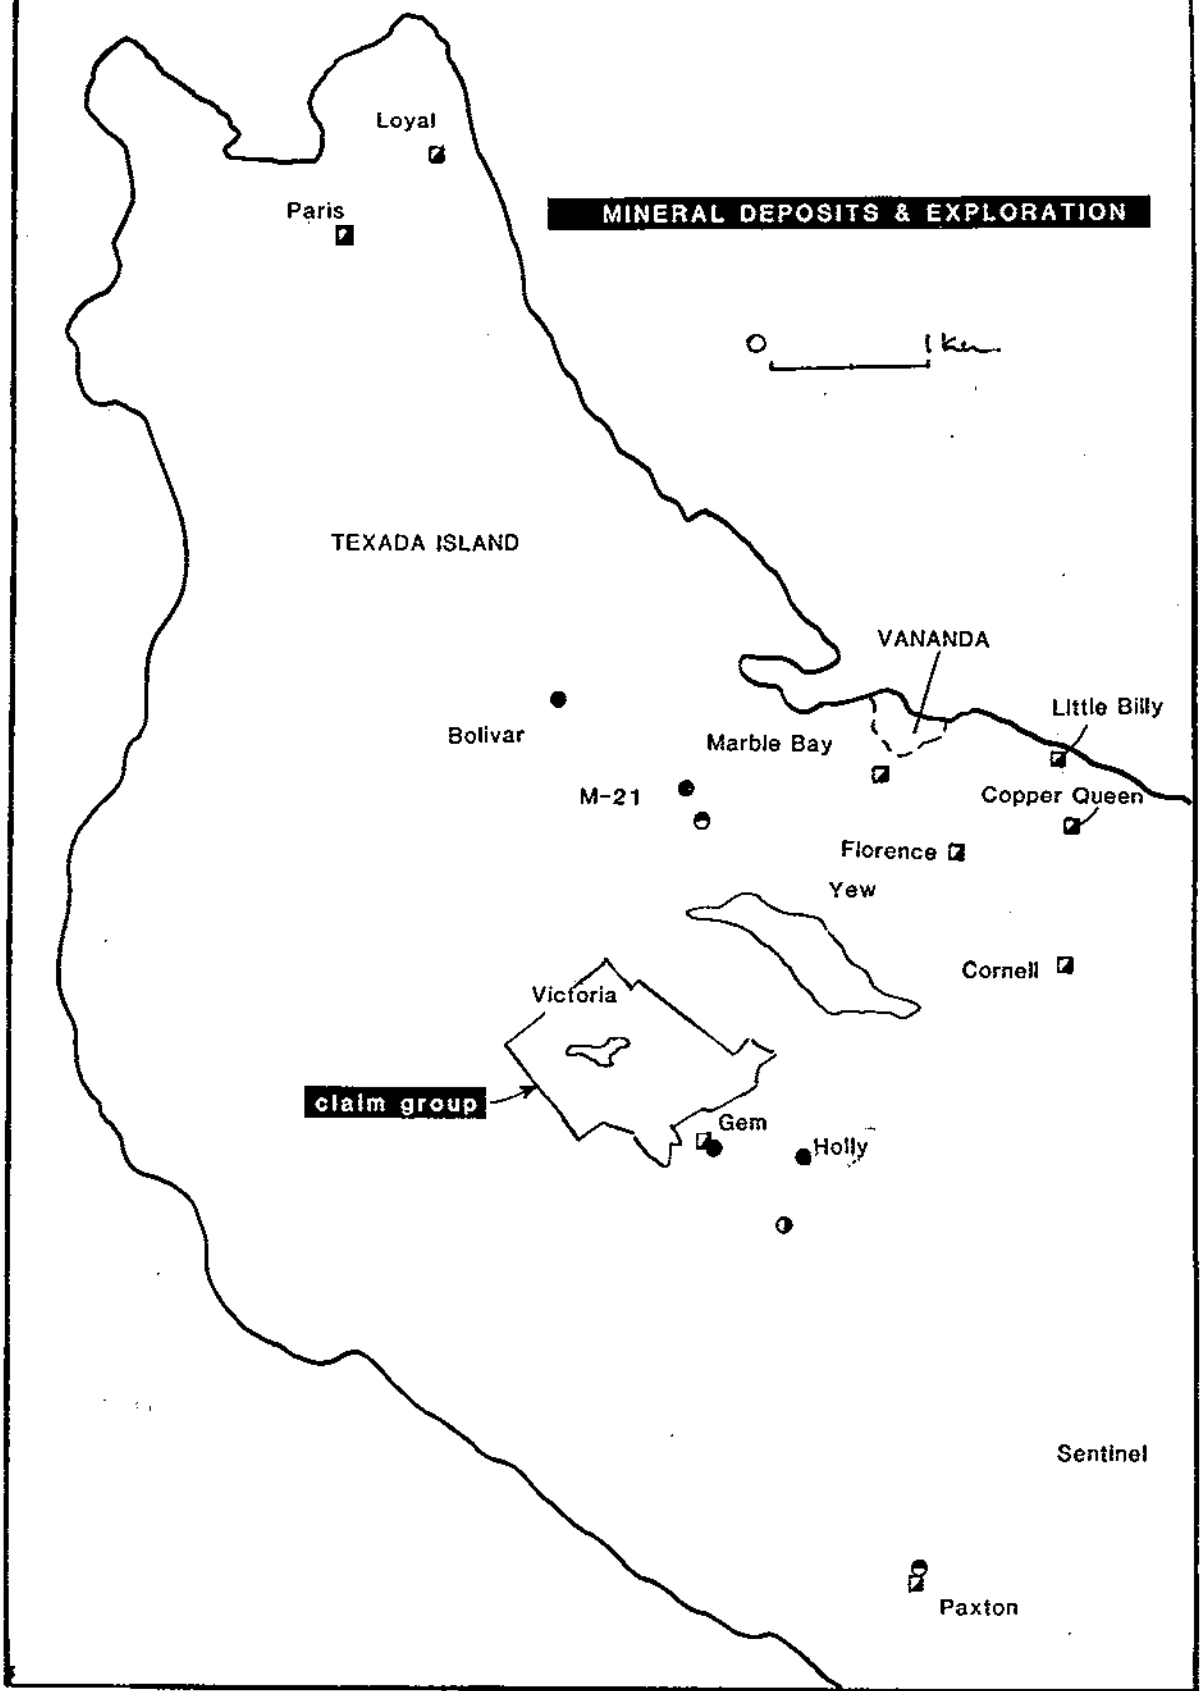 Loyal
Paris
MINERAL DEPOSITS & EXPLORATION
0 1 km
TEXADA ISLAND
VANANDA
Little Billy
Bolivar
Marble Bay
M-21
Copper Queen
Florence
Yew
Cornell
Victoria
claim group
Gem
Holly
Sentinel
Paxton